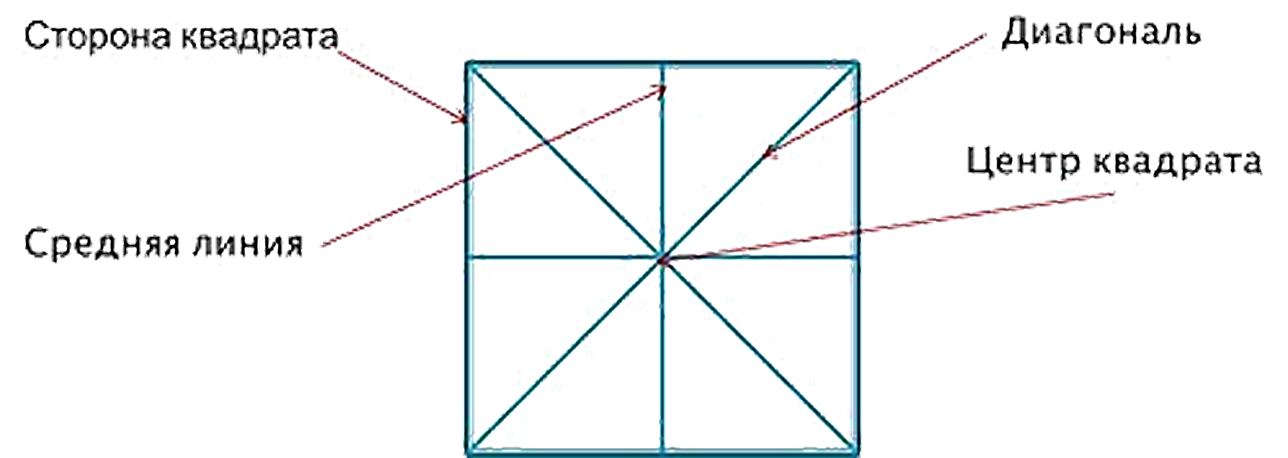 Сторона квадрата
Диагональ
Центр квадрата
Средняя линия